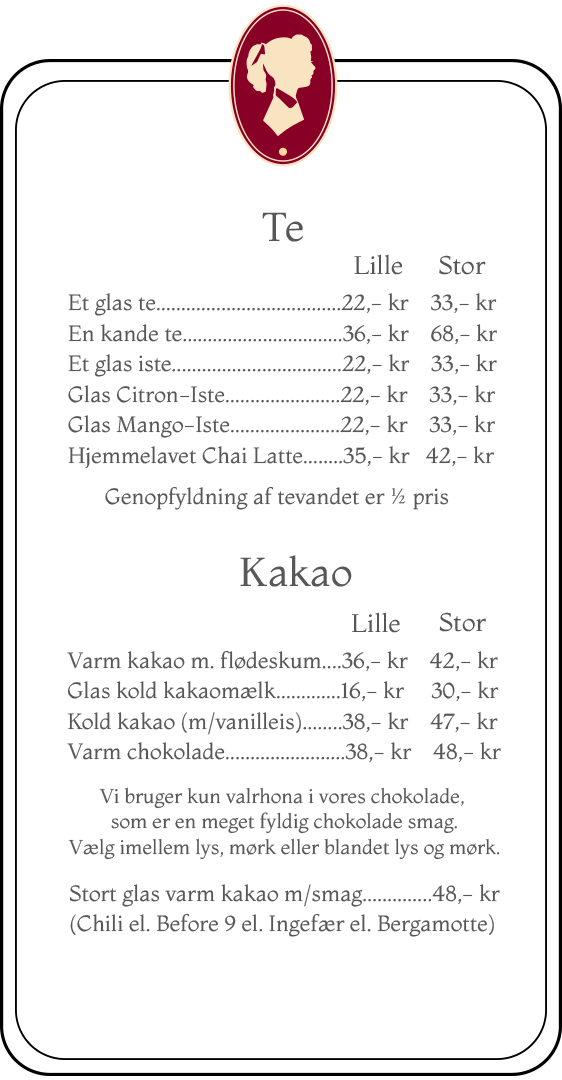 Te
Lille Stor
Et glas te.......................................22,- kr 33,- kr
En kande te..................................36,- kr 68,- kr
Et glas iste....................................22,- kr 33,- kr
Glas Citron-Iste........................22,- kr 33,- kr
Glas Mango-Iste.......................22,- kr 33,- kr
Hjemmelavet Chai Latte........35,- kr 42,- kr
Genopfyldning af tevandet er ½ pris
Kakao
Lille Stor
Varm kakao m. flødeskum....36,- kr 42,- kr
Glas kold kakaomælk.............16,- kr 30,- kr
Kold kakao (m/vanilleis)........38,- kr 47,- kr
Varm chokolade.........................38,- kr 48,- kr
Vi bruger kun valrhona i vores chokolade,
som er en meget fyldig chokolade smag.
Vælg imellem lys, mørk eller blandet lys og mørk.
Stort glas varm kakao m/smag..............48,- kr
(Chili el. Before 9 el. Ingefær el. Bergamotte)